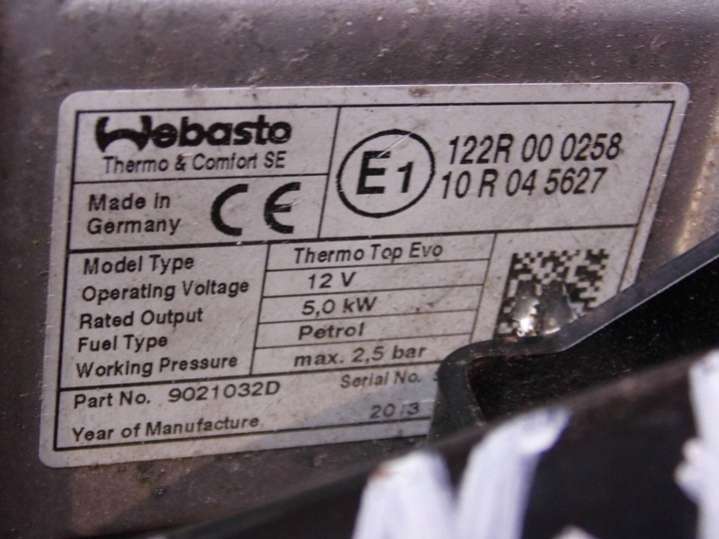 Webasto
Thermo & Comfort SE
Made in
Germany
CE
E1
122R 00 0258
10 R 04 5627
Model Type Thermo Top Evo
Operating Voltage 12 V
Rated Output 5,0 kW
Fuel Type Petrol
Working Pressure max. 2,5 bar
Part No. 9021032D Serial No.
Year of Manufacture 2013